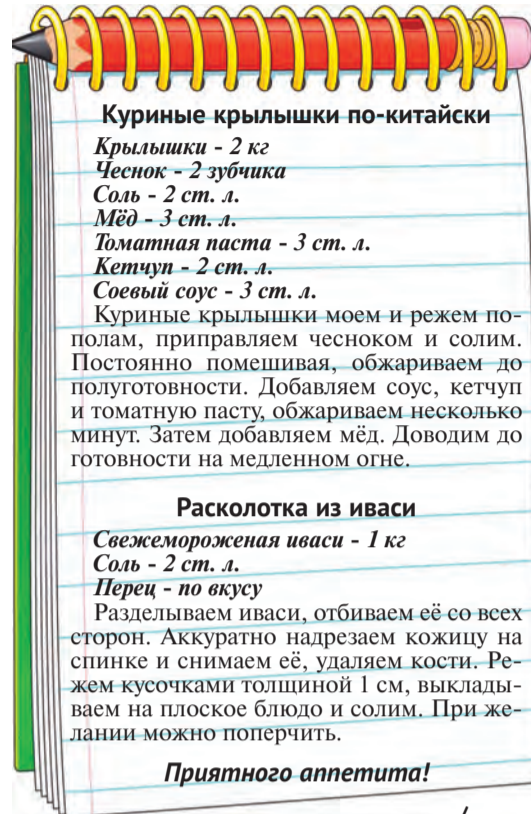 Куриные крылышки по-китайски
Крылышки - 2 кг
Чеснок - 2 зубчика
Соль - 2 ст. л.
Мёд - 3 ст. л.
Томатная паста - 3 ст. л.
Кетчуп - 2 ст. л.
Соевый соус - 3 ст. л.
Куриные крылышки моем и режем по-
полам, приправляем чесноком и солим.
Постоянно помешивая, обжариваем до
полуготовности. Добавляем соус, кетчуп
и томатную пасту, обжариваем несколько
минут. Затем добавляем мёд. Доводим до
готовности на медленном огне.
Расколотка из иваси
Свежемороженая иваси - 1 кг
Соль - 2 ст. л.
Перец - по вкусу
Разделываем иваси, отбиваем её со всех
сторон. Аккуратно надрезаем кожицу на
спинке и снимаем её, удаляем кости. Ре-
жем кусочками толщиной 1 см, выклады-
ваем на плоское блюдо и солим. При же-
лании можно поперчить.
Приятного аппетита!